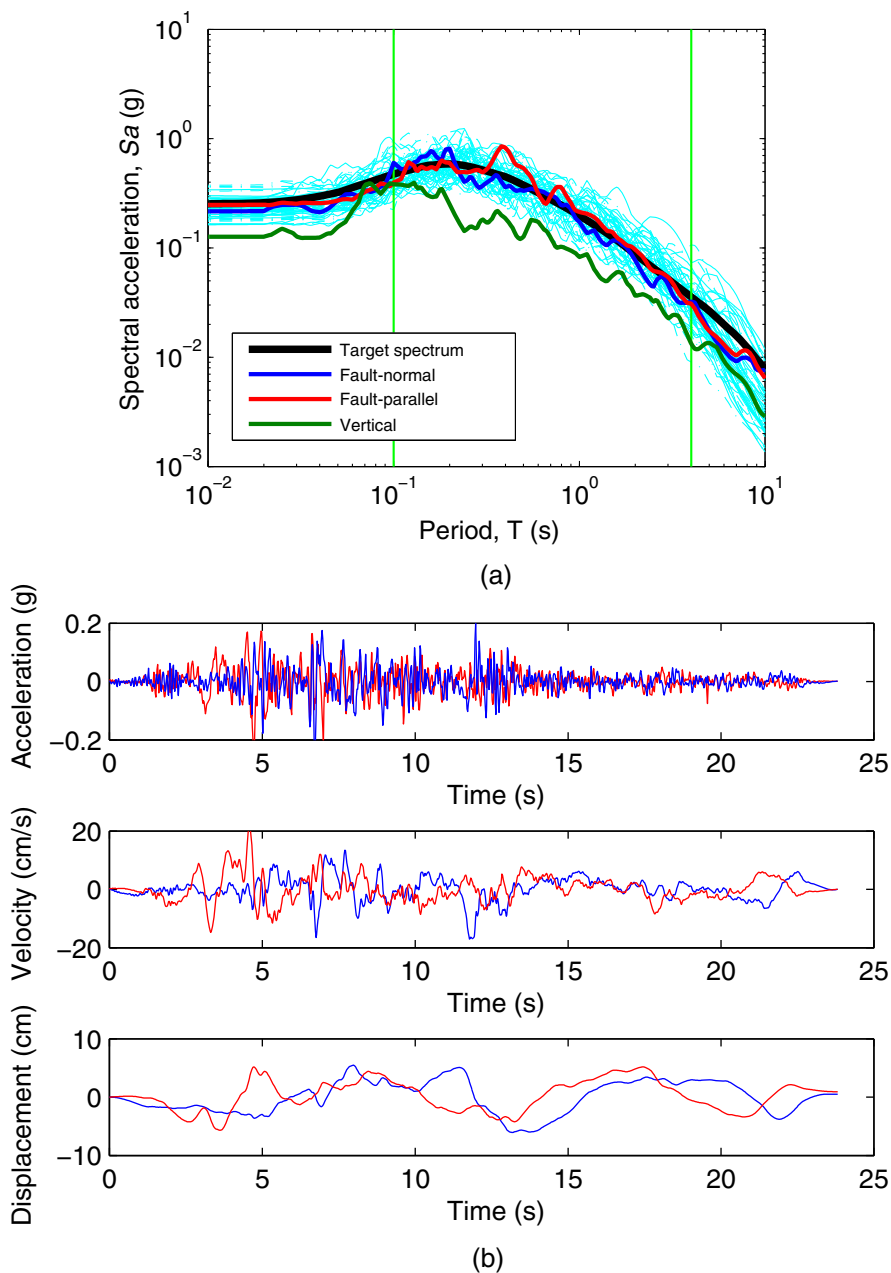 10^1
10^0
10^−1
10^−2
10^−3
Spectral acceleration, Sa (g)
Target spectrum
Fault-normal
Fault-parallel
Vertical
10^−2 10^−1 10^0 10^1
Period, T (s)
(a)
Acceleration (g)
0.2
0
−0.2
0 5 10 15 20 25
Time (s)
Velocity (cm/s)
20
0
−20
0 5 10 15 20 25
Time (s)
Displacement (cm)
10
0
−10
0 5 10 15 20 25
Time (s)
(b)